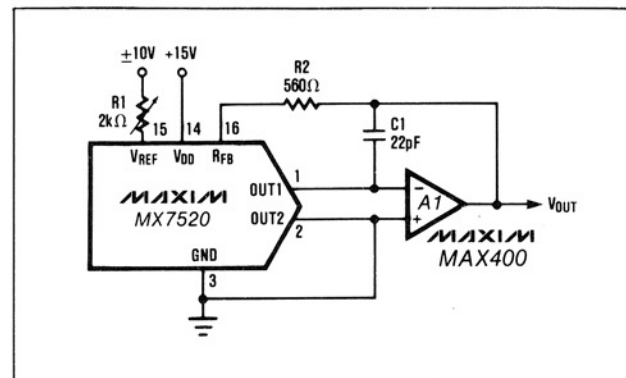 ±10V +15V
R1
2kΩ
15
14
16
VREF
VDD
RFB
R2
560Ω
C1
22pF
MAXIM
MX7520
OUT1
1
OUT2
2
GND
3
−
+
A1
VOUT
MAXIM
MAX400